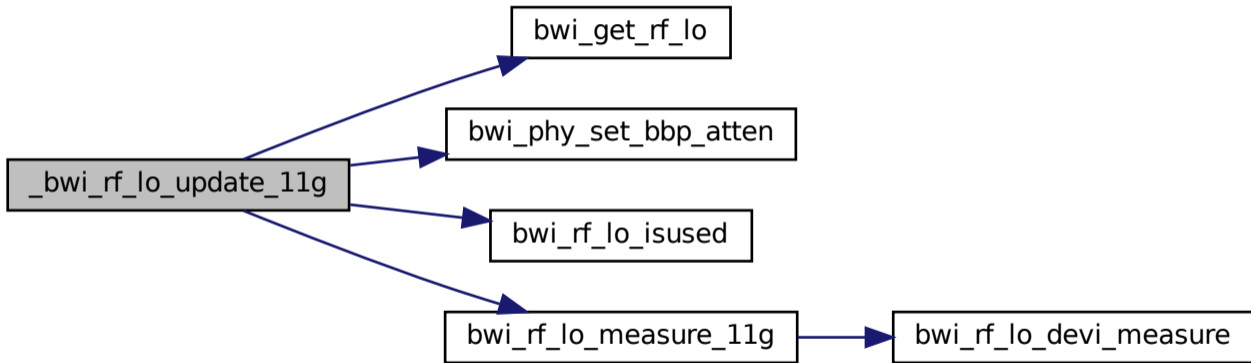 bwi_get_rf_lo
bwi_phy_set_bbp_atten
_bwi_rf_lo_update_11g
bwi_rf_lo_isused
bwi_rf_lo_measure_11g
bwi_rf_lo_devi_measure